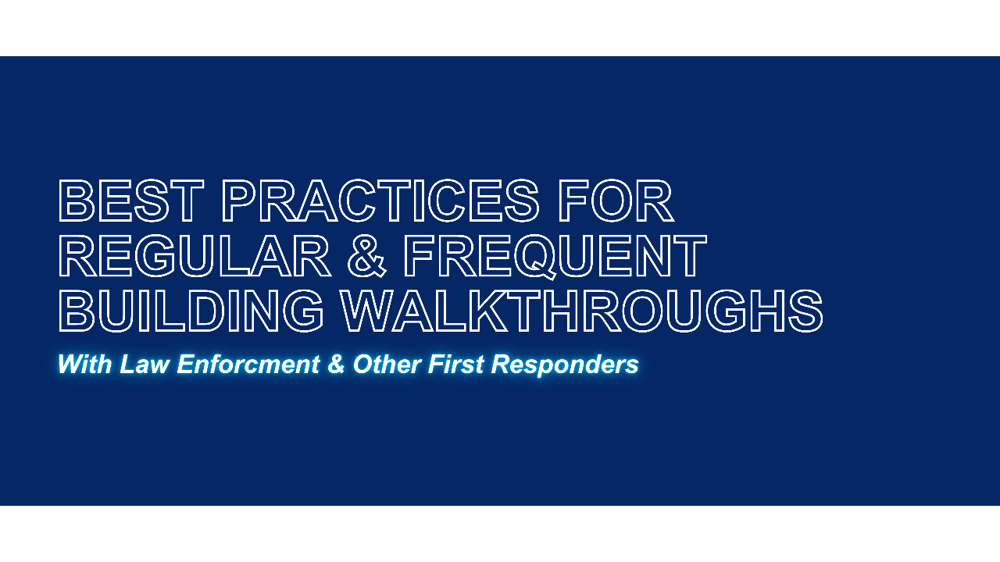 BEST PRACTICES FOR
REGULAR & FREQUENT
BUILDING WALKTHROUGHS
With Law Enforcment & Other First Responders